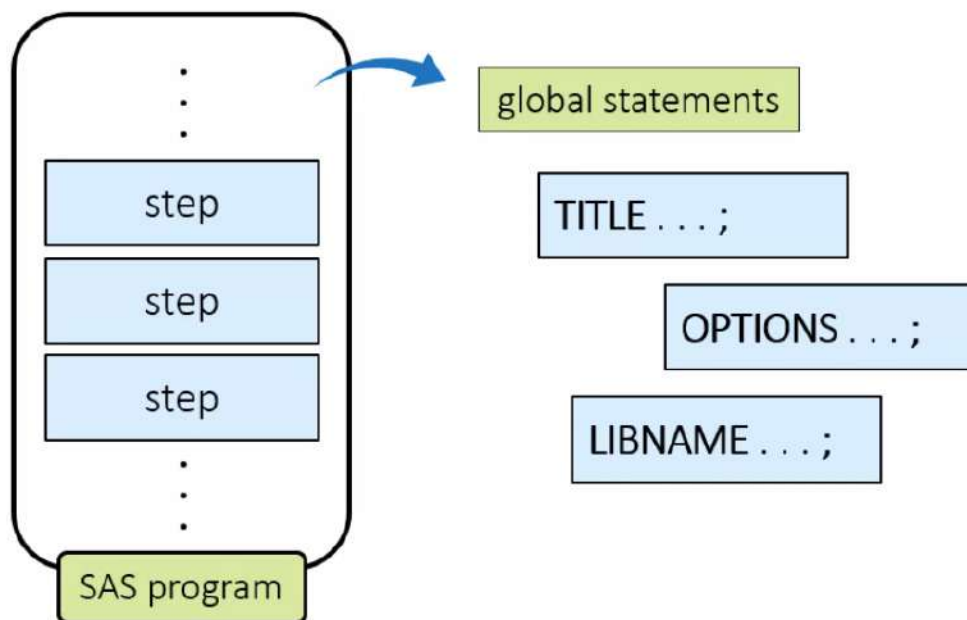 step
step
step
SAS program
global statements
TITLE . . . ;
OPTIONS . . . ;
LIBNAME . . . ;